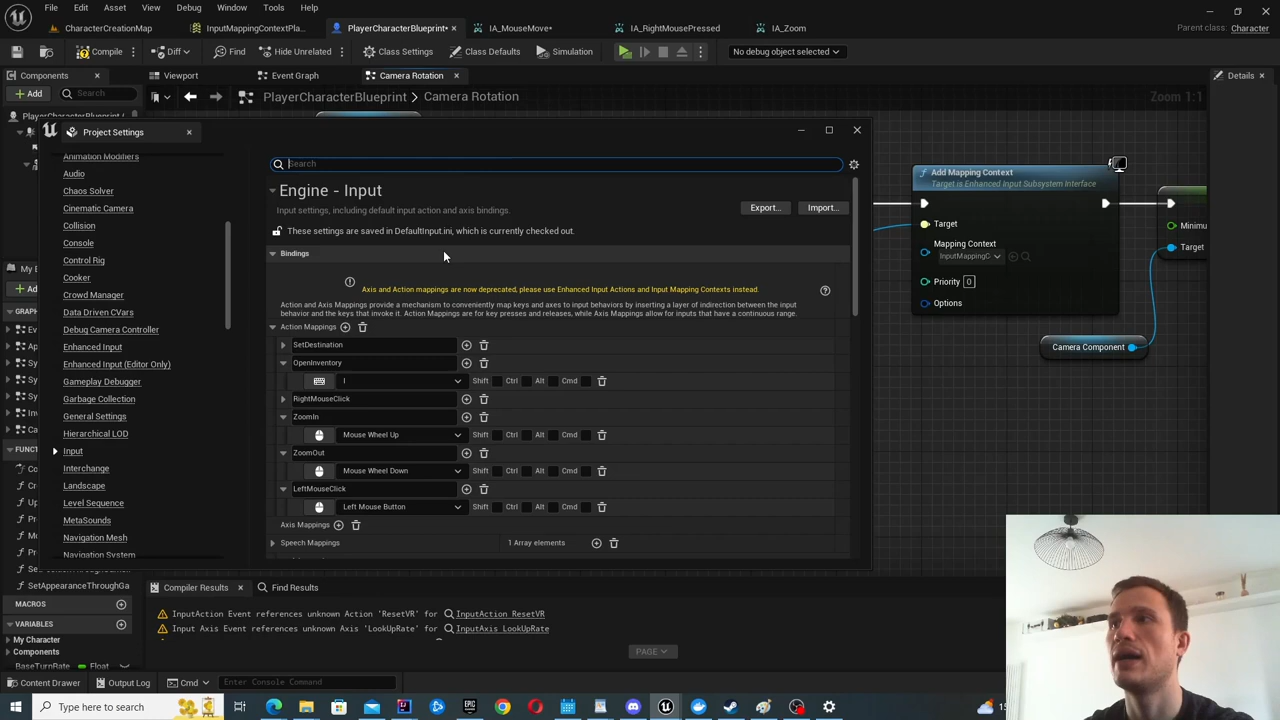 File Edit Asset View Debug Window Tools Help
CharacterCreationMap InputMappingContextPla... PlayerCharacterBlueprint* IA_MouseMove* IA_RightMousePressed IA_Zoom Parent class: Character
Compile Diff Find Hide Unrelated Class Settings Class Defaults Simulation No debug object selected
Components Viewport Event Graph Camera Rotation Details
Add Search PlayerCharacterBlueprint > Camera Rotation Zoom 1:1
Project Settings
Animation Modifiers
Audio
Chaos Solver
Cinematic Camera
Collision
Console
Control Rig
Cooker
Crowd Manager
Data Driven CVars
Debug Camera Controller
Enhanced Input
Enhanced Input (Editor Only)
Gameplay Debugger
Garbage Collection
General Settings
Hierarchical LOD
Input
Interchange
Landscape
Level Sequence
MetaSounds
Navigation Mesh
Navigation System
Search
Engine - Input
Input settings, including default input action and axis bindings.
Export... Import...
These settings are saved in DefaultInput.ini, which is currently checked out.
Bindings
Axis and Action mappings are now deprecated, please use Enhanced Input Actions and Input Mapping Contexts instead.
Action and Axis Mappings provide a mechanism to conveniently map keys and axes to input behaviors by inserting a layer of indirection between the input
behavior and the keys that invoke it. Action Mappings are for key presses and releases, while Axis Mappings allow for inputs that have a continuous range.
Action Mappings
SetDestination
OpenInventory
I Shift Ctrl Alt Cmd
RightMouseClick
ZoomIn
Mouse Wheel Up Shift Ctrl Alt Cmd
ZoomOut
Mouse Wheel Down Shift Ctrl Alt Cmd
LeftMouseClick
Left Mouse Button Shift Ctrl Alt Cmd
Axis Mappings
Speech Mappings 1 Array elements
Add Mapping Context
Target is Enhanced Input Subsystem Interface
Target
Mapping Context
InputMappingC
Priority 0
Options
Target
Camera Component
SetAppearanceThroughGa
MACROS
VARIABLES
My Character
Components
BaseTurnRate Float
Compiler Results Find Results
InputAction Event references unknown Action 'ResetVR' for InputAction ResetVR
Input Axis Event references unknown Axis 'LookUpRate' for InputAxis LookUpRate
PAGE
Content Drawer Output Log Cmd Enter Console Command
Type here to search